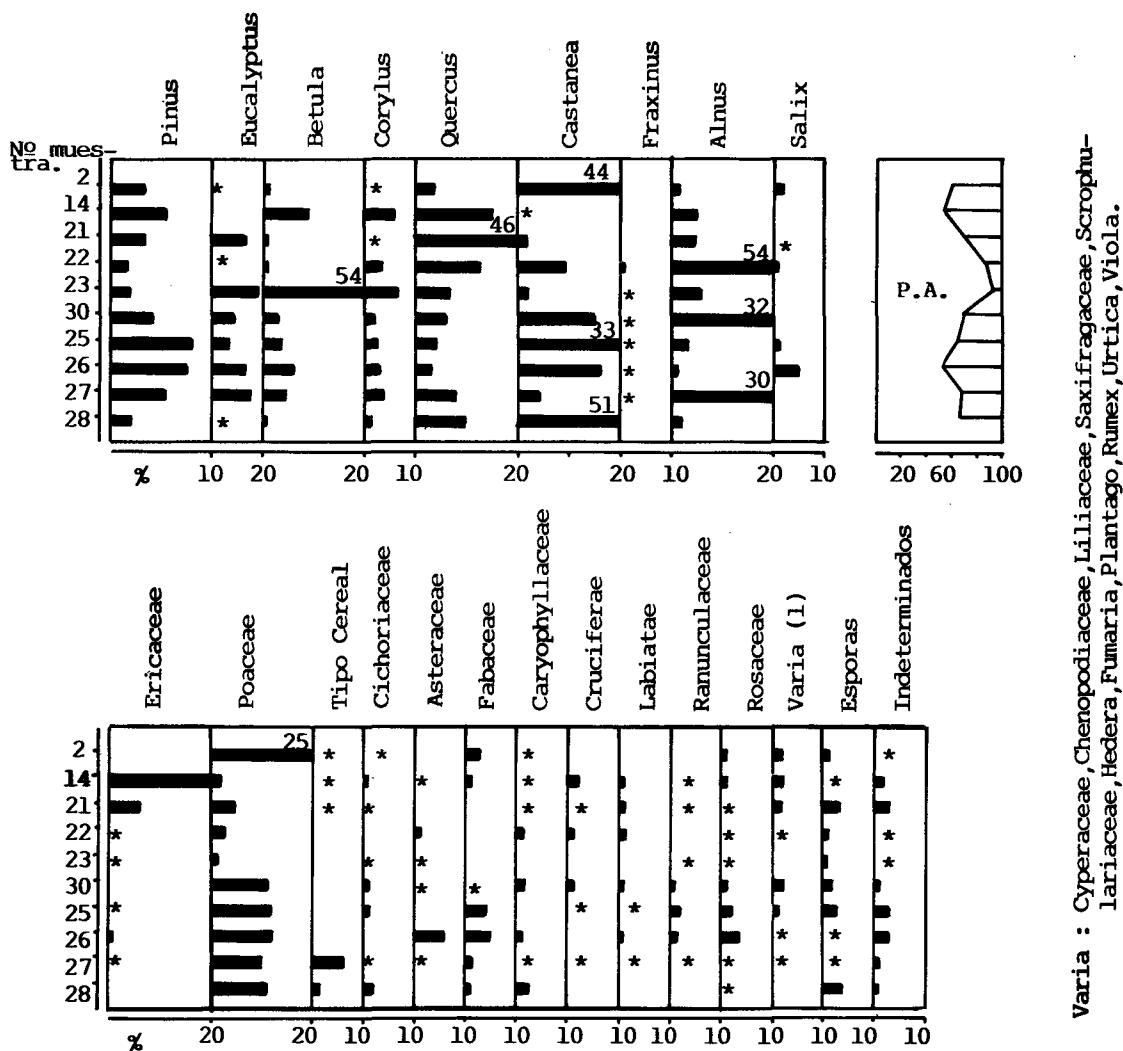 Pinus Eucalyptus Betula Corylus Quercus Castanea Fraxinus Alnus Salix
Nº mues-
tra.
2 44
14 * * *
21 46 * *
22 * 54
23 54 *
30 32 *
25 33 *
26 *
27 30 *
28 51 *
P.A.
% 10 20 20 10 20 20 10 20 10
20 60 100
Ericaceae Poaceae Tipo Cereal Cichoriaceae Asteraceae Fabaceae Caryophyllaceae Cruciferae Labiatae Ranunculaceae Rosaceae Varia (1) Esporas Indeterminados
2 25 * * * *
14 * * * * *
21 * * * * *
22 * * * *
23 * * * * * *
30 * *
25 * * *
26 * *
27 * * * * * * * * * *
28 *
% 20 20 10 10 10 10 10 10 10 10 10 10 10 10
Varia : Cyperaceae,Chenopodiaceae,Liliaceae,Saxifragaceae,Scrophu-
lariaceae,Hedera,Fumaria,Plantago,Rumex,Urtica,Viola.